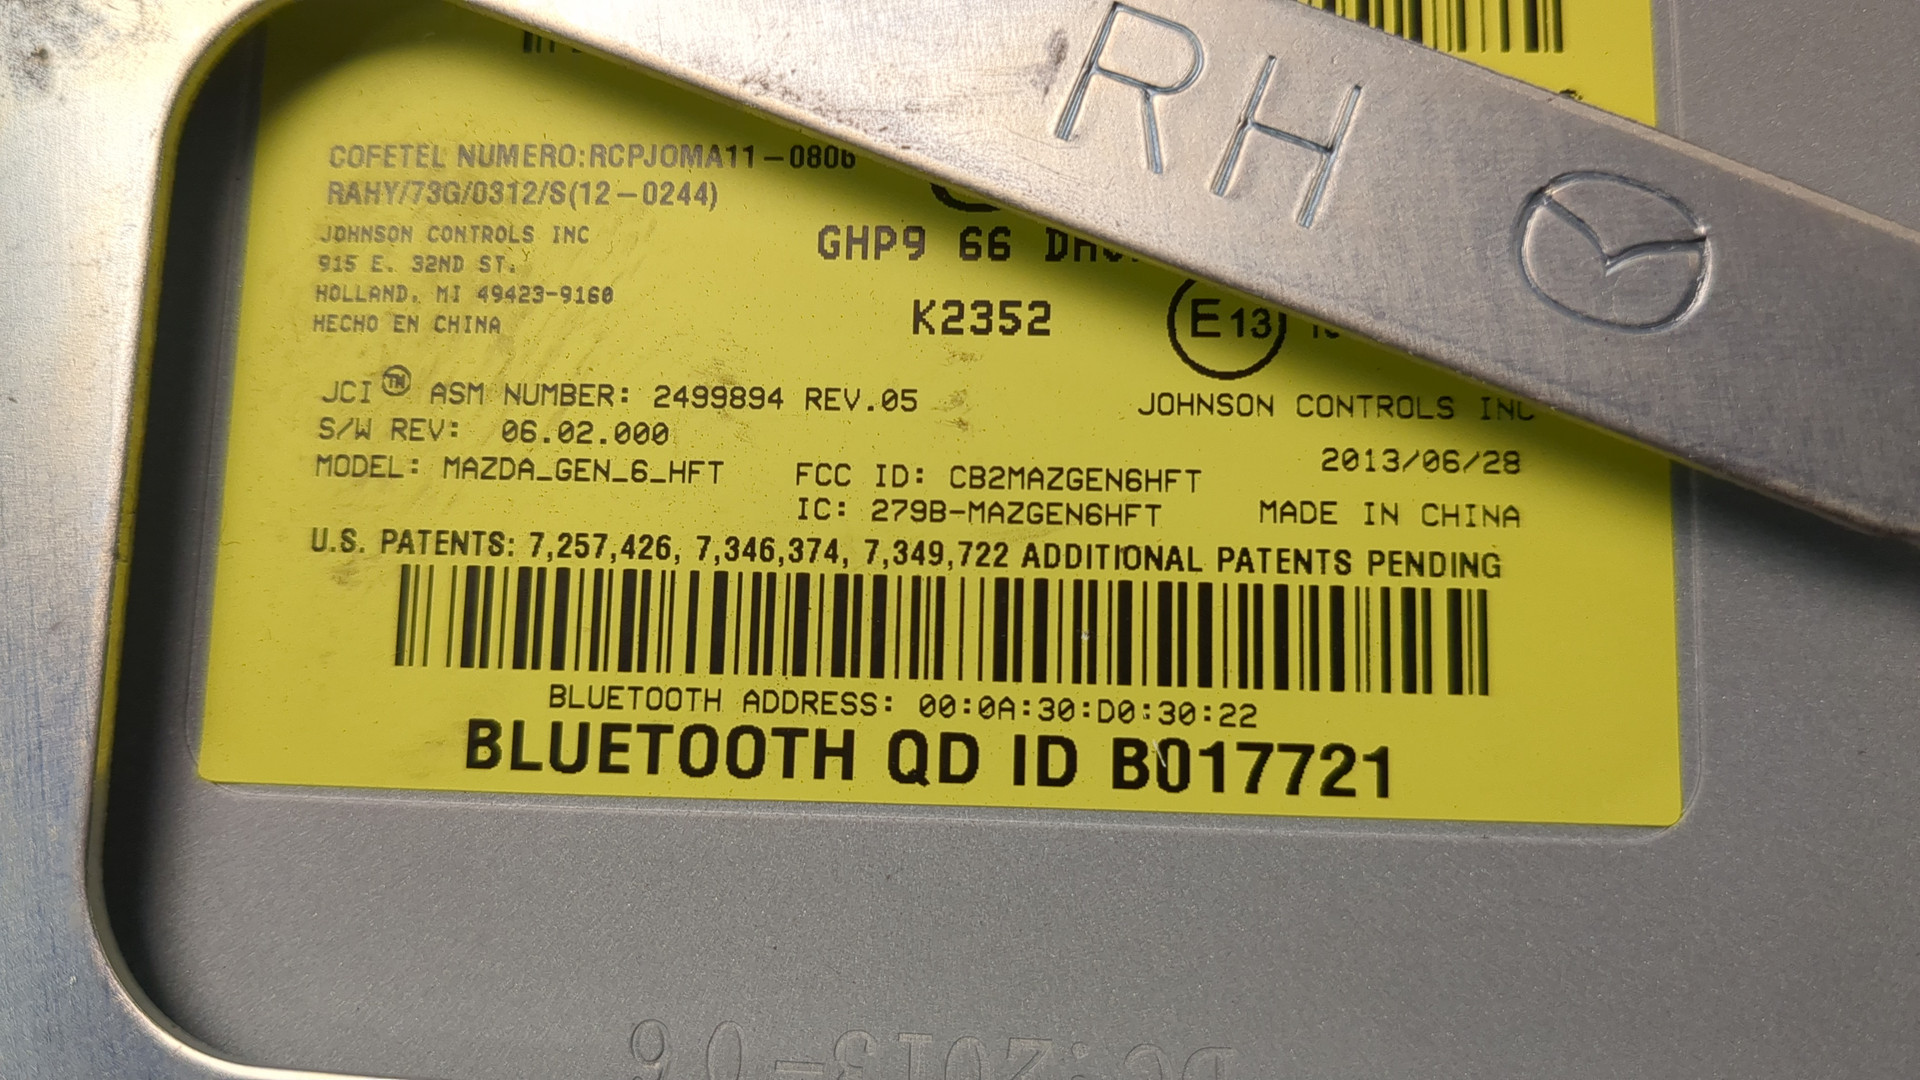 RH
COFETEL NUMERO:RCPJOMA11-0806
RAHY/73G/0312/S(12-0244)
JOHNSON CONTROLS INC
915 E. 32ND ST.
HOLLAND, MI 49423-9160
HECHO EN CHINA
GHP9 66
K2352
E13
JCI™ ASM NUMBER: 2499894 REV.05
JOHNSON CONTROLS INC
S/W REV: 06.02.000
2013/06/28
MODEL: MAZDA_GEN_6_HFT
FCC ID: CB2MAZGEN6HFT
IC: 279B-MAZGEN6HFT
MADE IN CHINA
U.S. PATENTS: 7,257,426, 7,346,374, 7,349,722 ADDITIONAL PATENTS PENDING
BLUETOOTH ADDRESS: 00:0A:30:D0:30:22
BLUETOOTH QD ID B017721
DC:2013-06